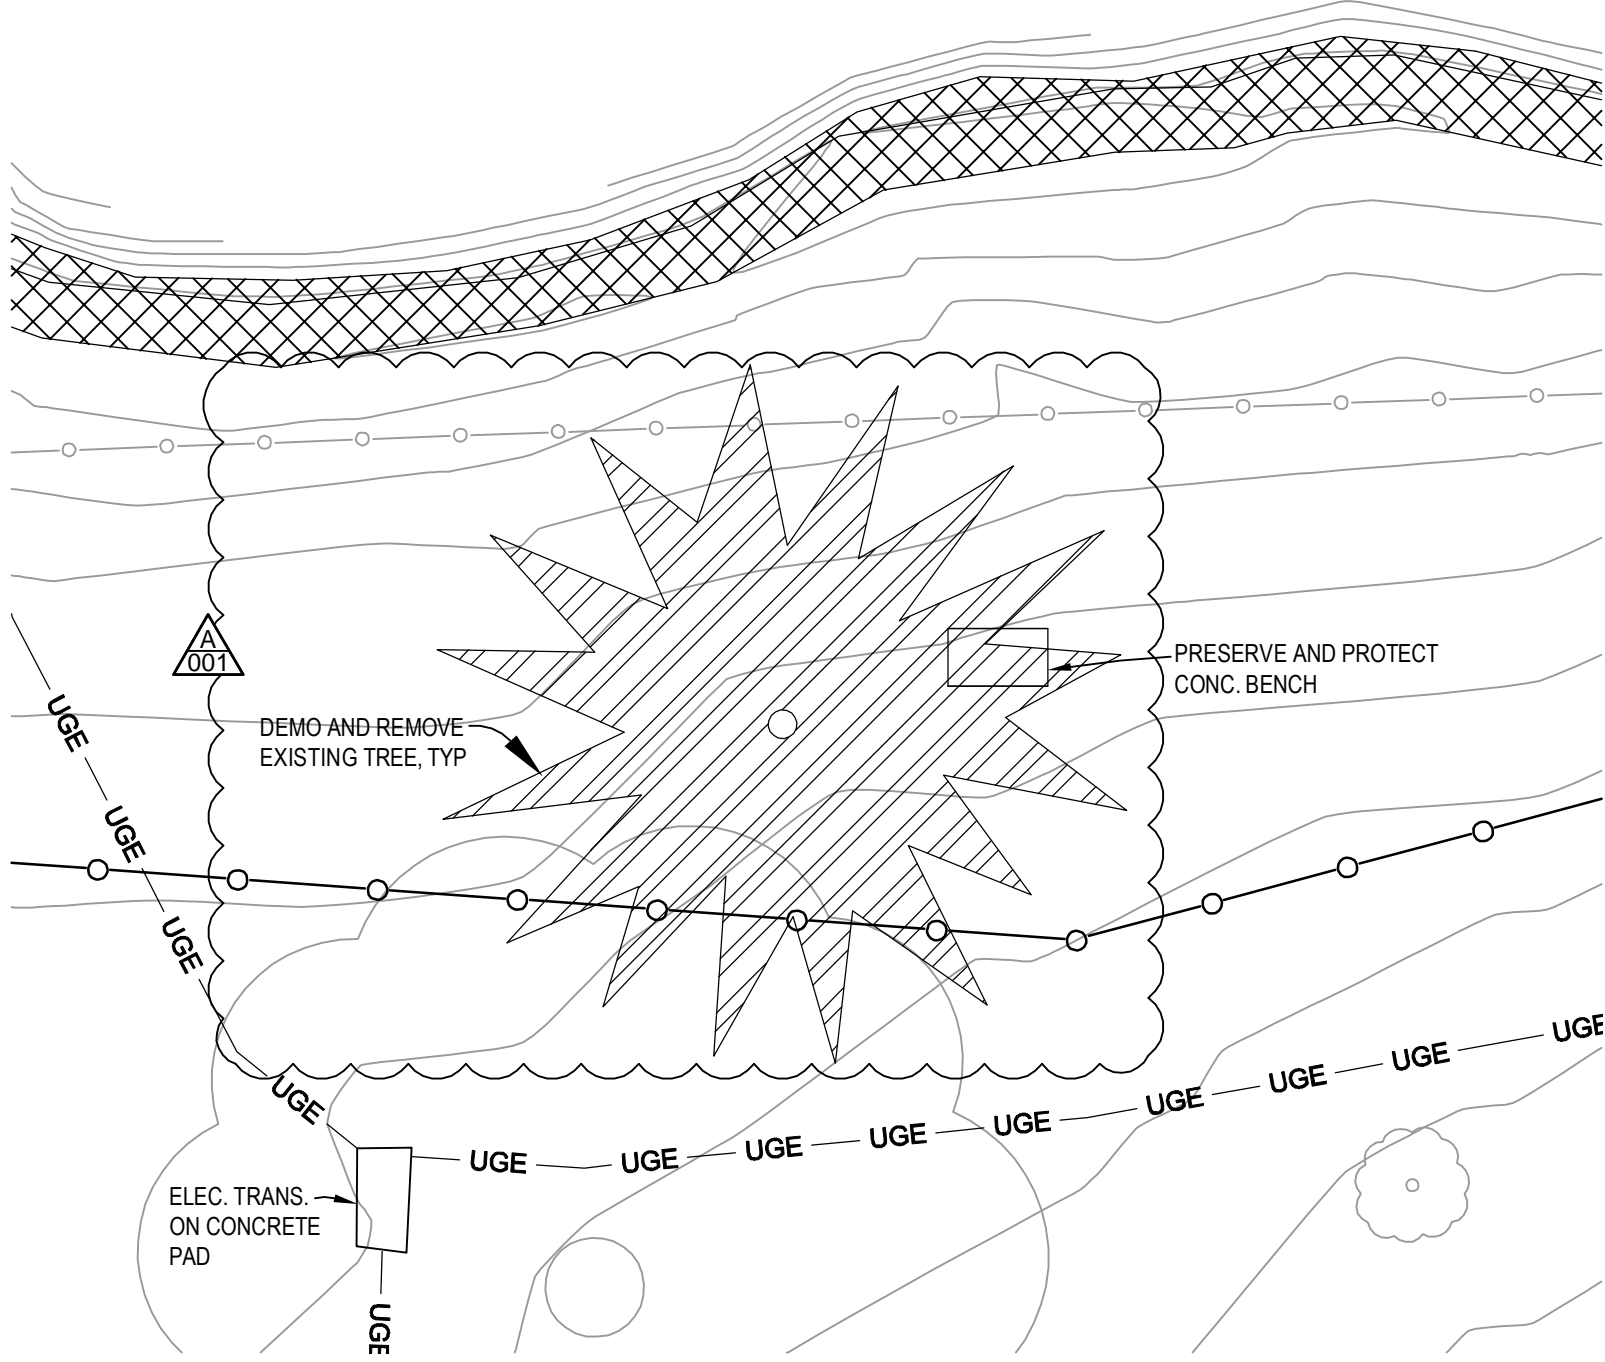 A
001
UGE
DEMO AND REMOVE
EXISTING TREE, TYP
PRESERVE AND PROTECT
CONC. BENCH
UGE
UGE
UGE
UGE
UGE
UGE
UGE
UGE
UGE
UGE
UGE
UGE
ELEC. TRANS.
ON CONCRETE
PAD
UGE